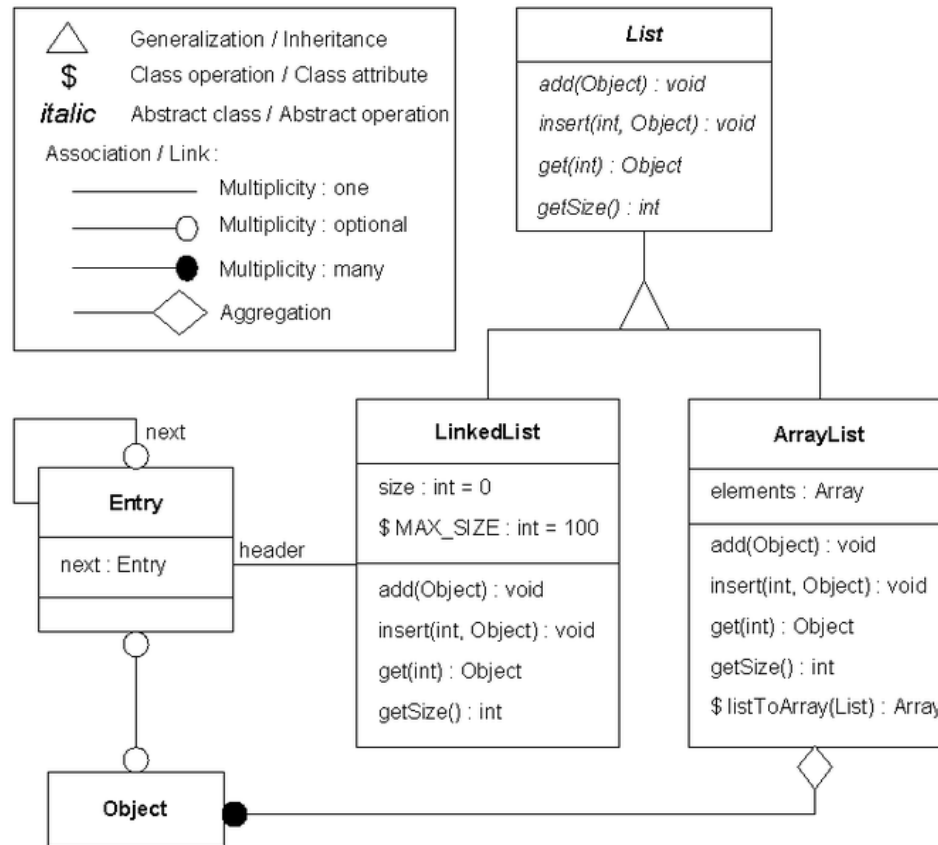 Generalization / Inheritance
$ Class operation / Class attribute
italic Abstract class / Abstract operation
Association / Link :
Multiplicity : one
Multiplicity : optional
Multiplicity : many
Aggregation
List
add(Object) : void
insert(int, Object) : void
get(int) : Object
getSize() : int
next
Entry
next : Entry
header
LinkedList
size : int = 0
$ MAX_SIZE : int = 100
add(Object) : void
insert(int, Object) : void
get(int) : Object
getSize() : int
ArrayList
elements : Array
add(Object) : void
insert(int, Object) : void
get(int) : Object
getSize() : int
$ listToArray(List) : Array
Object